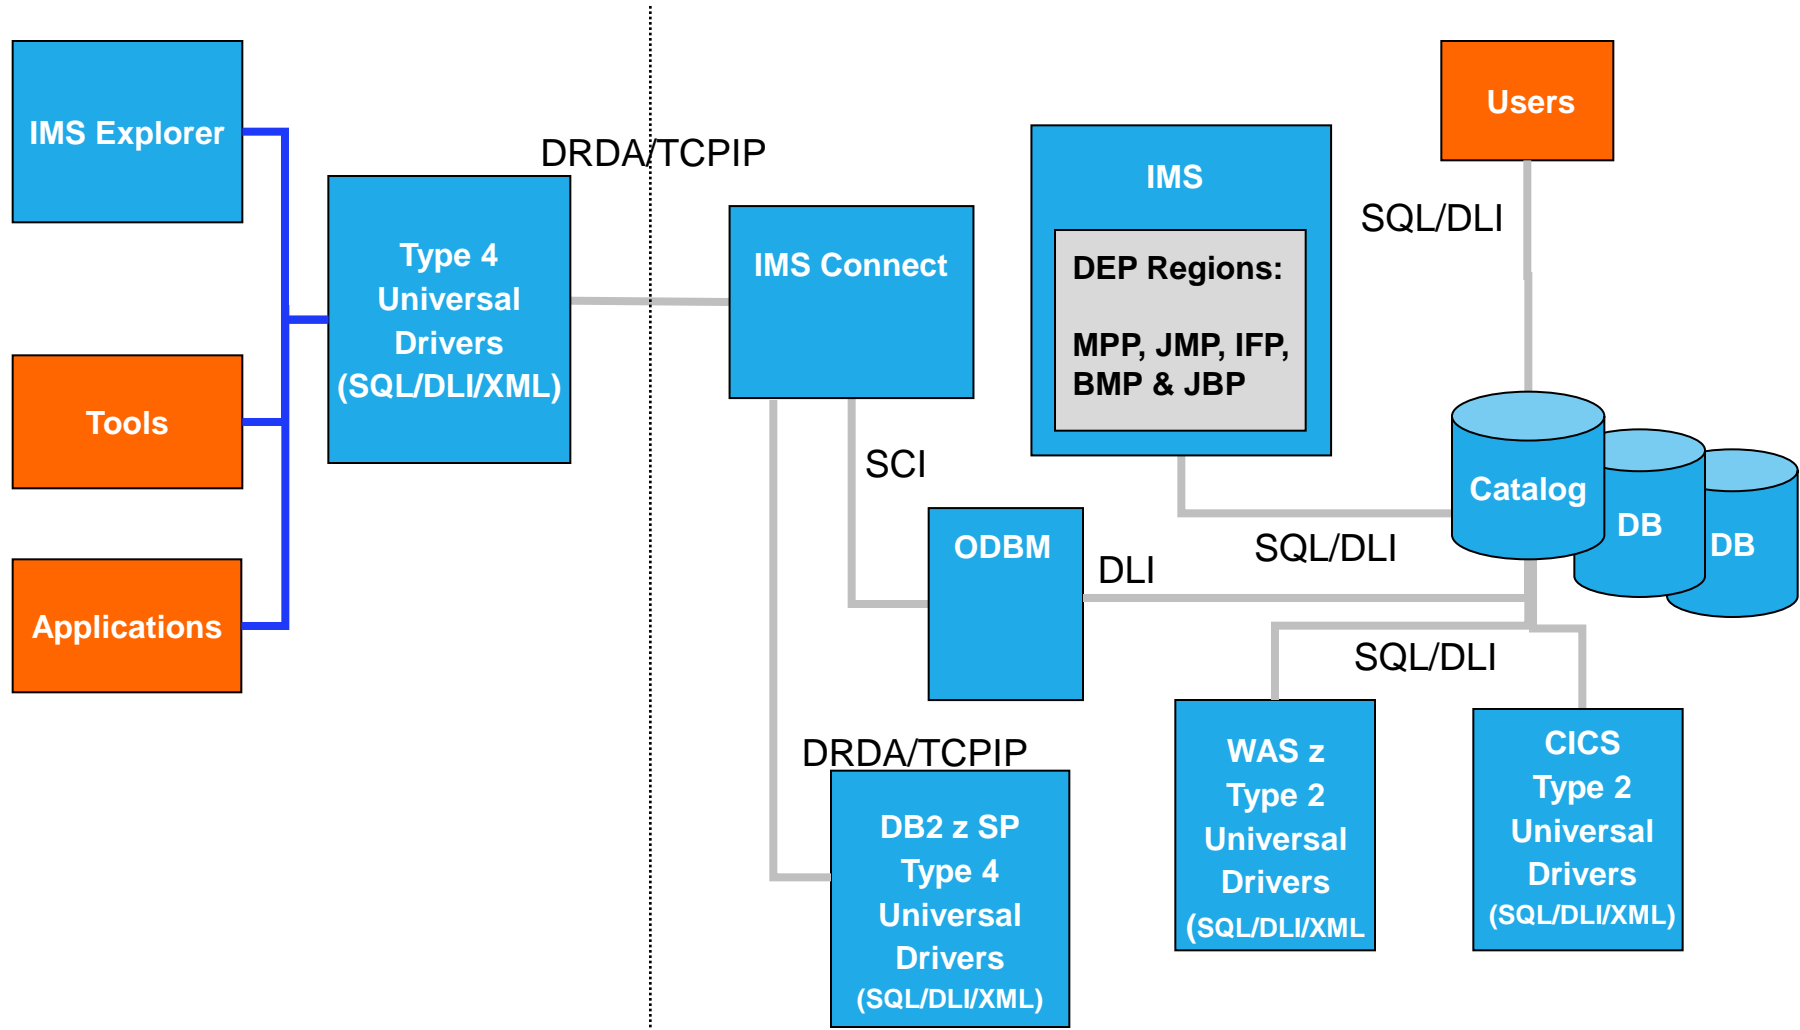 IMS Explorer
Tools
Applications
Type 4
Universal
Drivers
(SQL/DLI/XML)
DRDA/TCPIP
IMS Connect
SCI
ODBM
DLI
DRDA/TCPIP
DB2 z SP
Type 4
Universal
Drivers
(SQL/DLI/XML)
IMS
DEP Regions:
MPP, JMP, IFP,
BMP & JBP
SQL/DLI
Users
SQL/DLI
Catalog
DB
DB
SQL/DLI
WAS z
Type 2
Universal
Drivers
(SQL/DLI/XML
CICS
Type 2
Universal
Drivers
(SQL/DLI/XML)